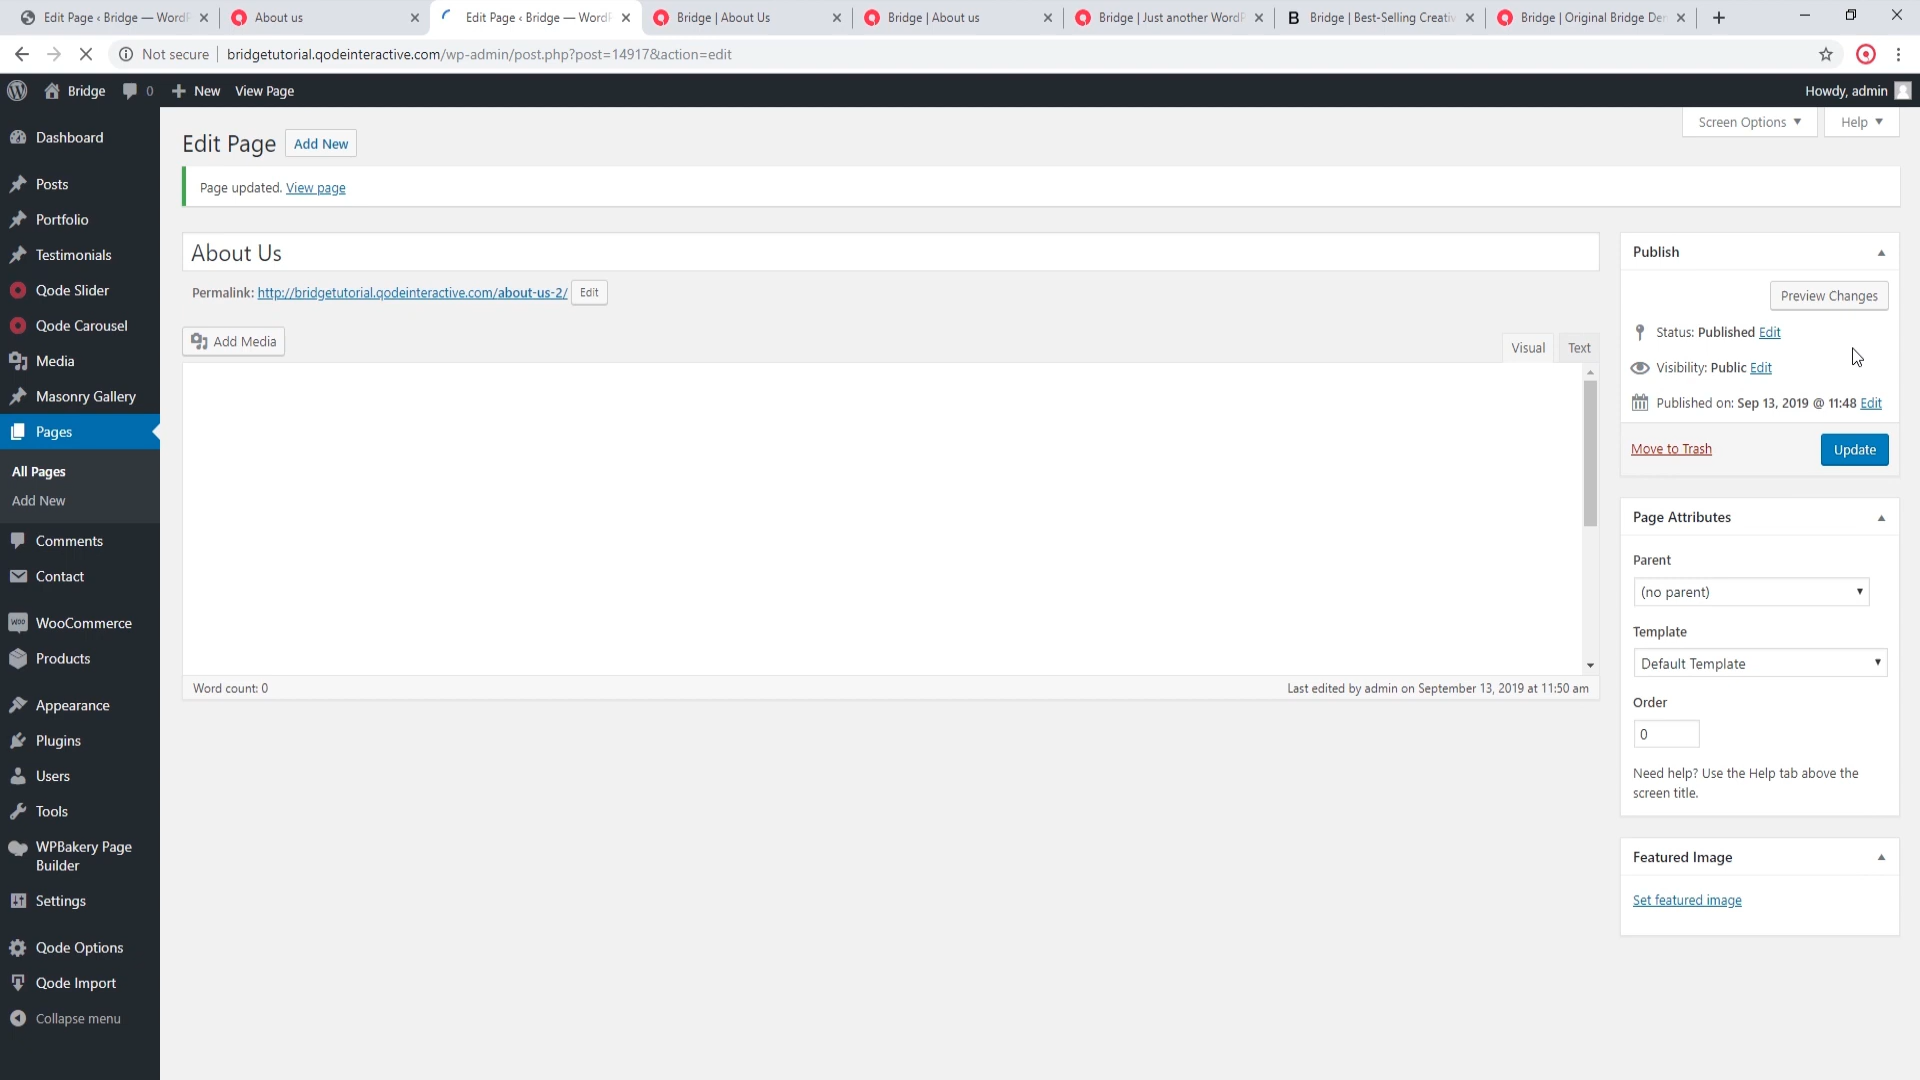 Edit Page ‹ Bridge — WordP
About us
Edit Page ‹ Bridge — WordP
Bridge | About Us
Bridge | About us
Bridge | Just another WordP
B Bridge | Best-Selling Creativ
Bridge | Original Bridge Dem
Not secure
bridgetutorial.qodeinteractive.com/wp-admin/post.php?post=14917&action=edit
Bridge
0
New
View Page
Howdy, admin
Dashboard
Posts
Portfolio
Testimonials
Qode Slider
Qode Carousel
Media
Masonry Gallery
Pages
All Pages
Add New
Comments
Contact
WooCommerce
Products
Appearance
Plugins
Users
Tools
WPBakery Page
Builder
Settings
Qode Options
Qode Import
Collapse menu
Screen Options
Help
Edit Page
Add New
Page updated. View page
About Us
Permalink: http://bridgetutorial.qodeinteractive.com/about-us-2/ Edit
Add Media
Visual
Text
Word count: 0
Last edited by admin on September 13, 2019 at 11:50 am
Publish
Preview Changes
Status: Published Edit
Visibility: Public Edit
Published on: Sep 13, 2019 @ 11:48 Edit
Move to Trash
Update
Page Attributes
Parent
(no parent)
Template
Default Template
Order
0
Need help? Use the Help tab above the
screen title.
Featured Image
Set featured image